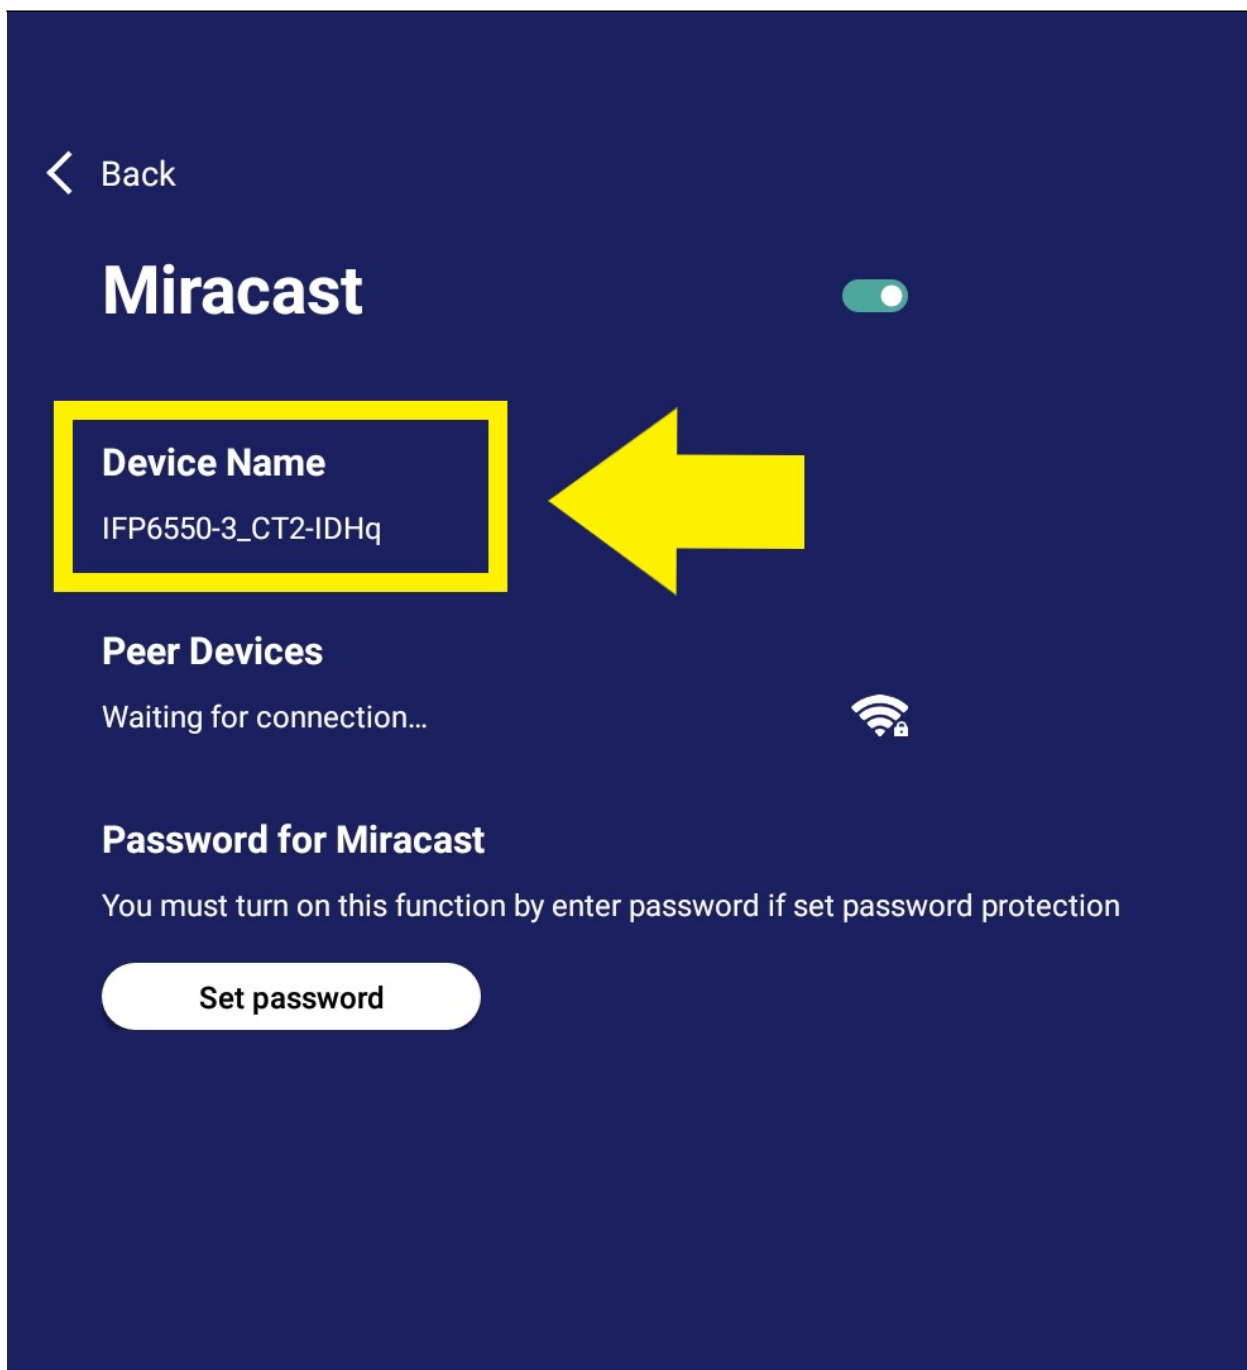 Back
Miracast
Device Name
IFP6550-3_CT2-IDHq
Peer Devices
Waiting for connection…
Password for Miracast
You must turn on this function by enter password if set password protection
Set password